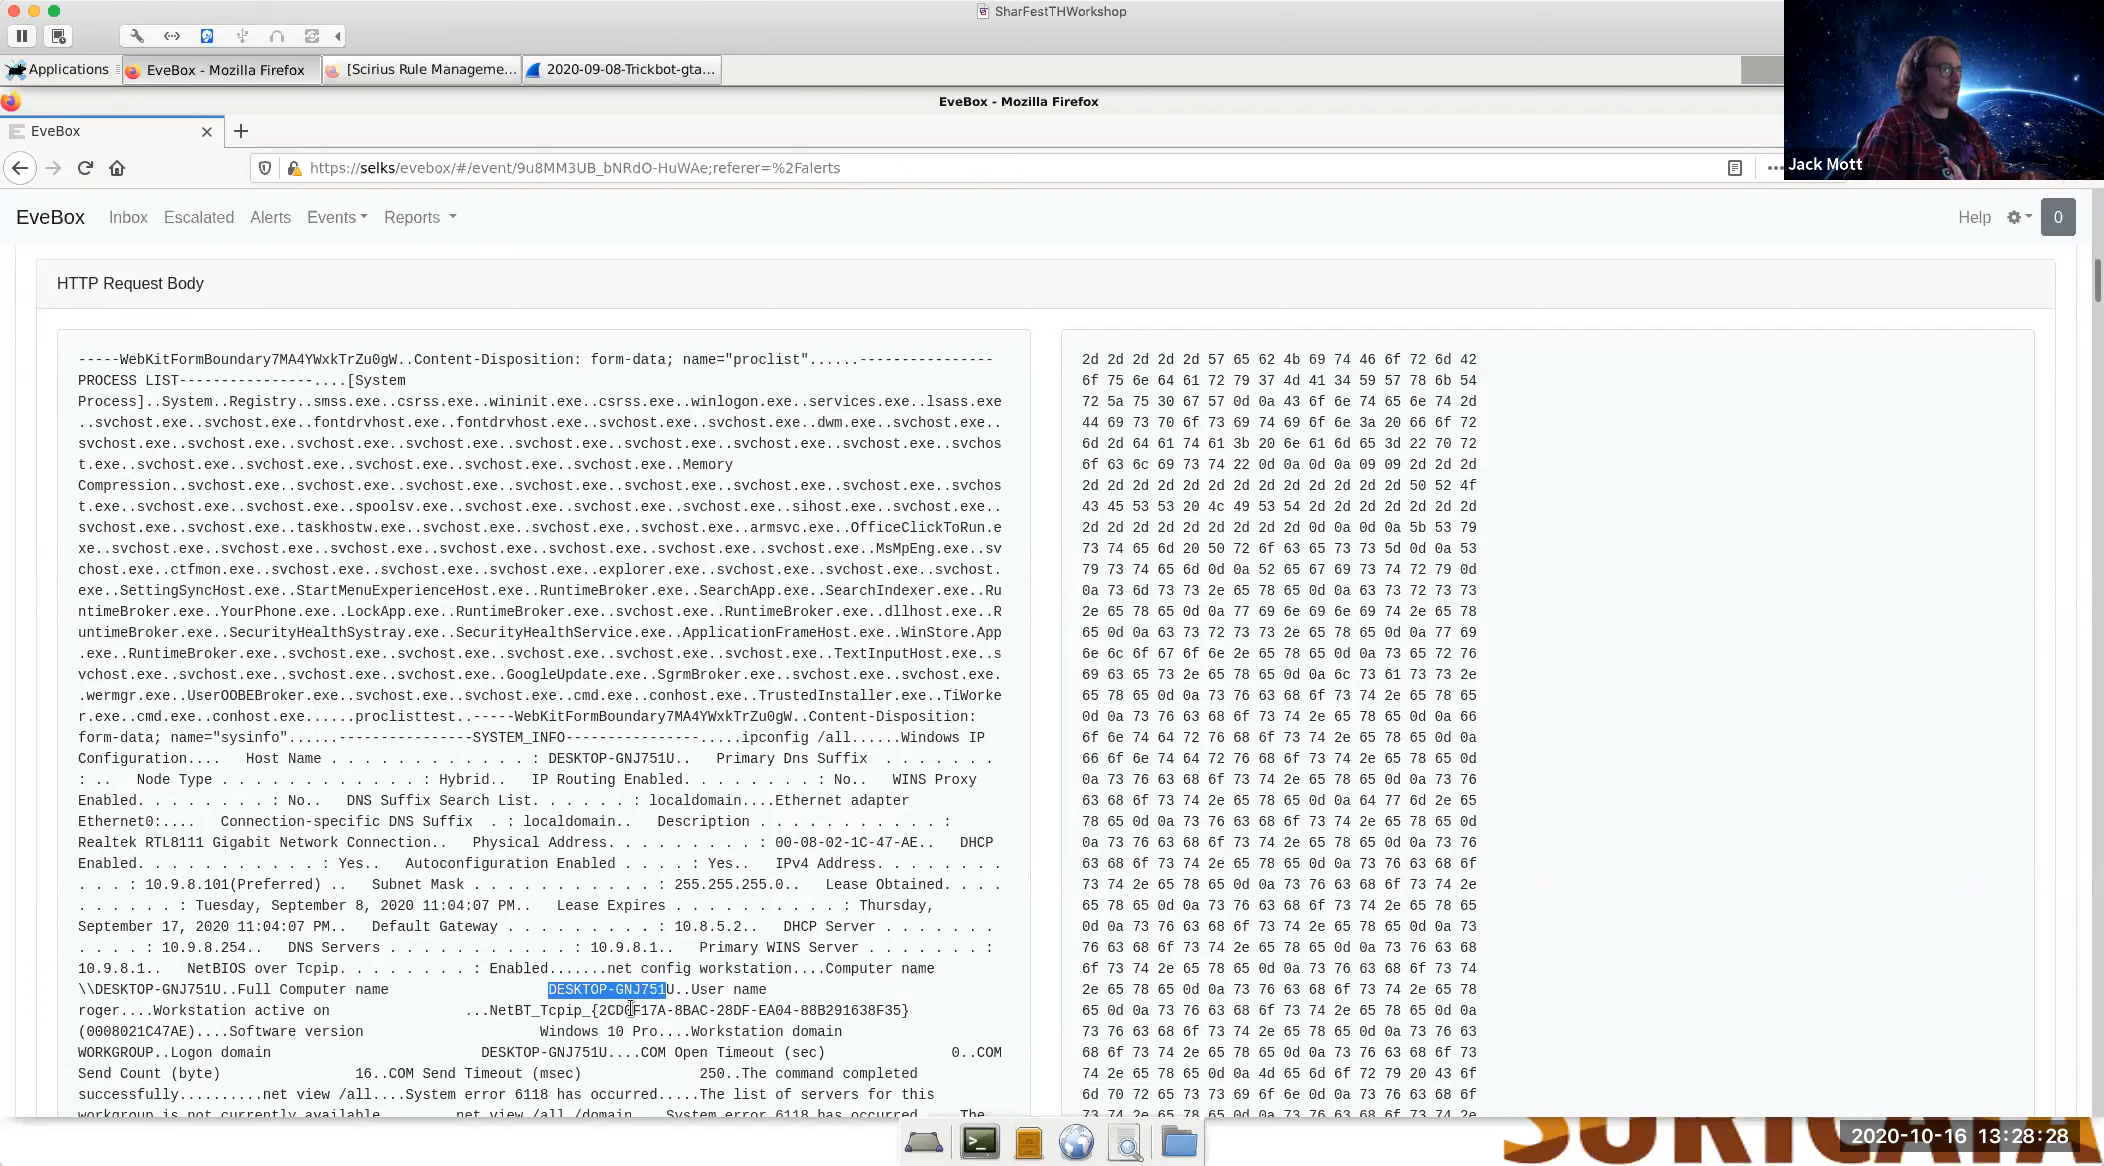 SharFestTHWorkshop
Applications
EveBox - Mozilla Firefox
[Scirius Rule Manageme...
2020-09-08-Trickbot-gta...
EveBox - Mozilla Firefox
EveBox
https://selks/evebox/#/event/9u8MM3UB_bNRdO-HuWAe;referer=%2Falerts
Jack Mott
EveBox Inbox Escalated Alerts Events Reports
Help 0
HTTP Request Body
-----WebKitFormBoundary7MA4YWxkTrZu0gW..Content-Disposition: form-data; name="proclist"......----------------
PROCESS LIST----------------....[System
Process]..System..Registry..smss.exe..csrss.exe..wininit.exe..csrss.exe..winlogon.exe..services.exe..lsass.exe
..svchost.exe..svchost.exe..fontdrvhost.exe..fontdrvhost.exe..svchost.exe..svchost.exe..dwm.exe..svchost.exe..
svchost.exe..svchost.exe..svchost.exe..svchost.exe..svchost.exe..svchost.exe..svchost.exe..svchost.exe..svchos
t.exe..svchost.exe..svchost.exe..svchost.exe..svchost.exe..svchost.exe..Memory
Compression..svchost.exe..svchost.exe..svchost.exe..svchost.exe..svchost.exe..svchost.exe..svchost.exe..svchos
t.exe..svchost.exe..svchost.exe..spoolsv.exe..svchost.exe..svchost.exe..svchost.exe..sihost.exe..svchost.exe..
svchost.exe..svchost.exe..taskhostw.exe..svchost.exe..svchost.exe..svchost.exe..armsvc.exe..OfficeClickToRun.e
xe..svchost.exe..svchost.exe..svchost.exe..svchost.exe..svchost.exe..svchost.exe..svchost.exe..MsMpEng.exe..sv
chost.exe..ctfmon.exe..svchost.exe..svchost.exe..svchost.exe..explorer.exe..svchost.exe..svchost.exe..svchost.
exe..SettingSyncHost.exe..StartMenuExperienceHost.exe..RuntimeBroker.exe..SearchApp.exe..SearchIndexer.exe..Ru
ntimeBroker.exe..YourPhone.exe..LockApp.exe..RuntimeBroker.exe..svchost.exe..RuntimeBroker.exe..dllhost.exe..R
untimeBroker.exe..SecurityHealthSystray.exe..SecurityHealthService.exe..ApplicationFrameHost.exe..WinStore.App
.exe..RuntimeBroker.exe..svchost.exe..svchost.exe..svchost.exe..svchost.exe..svchost.exe..TextInputHost.exe..s
vchost.exe..svchost.exe..svchost.exe..svchost.exe..GoogleUpdate.exe..SgrmBroker.exe..svchost.exe..svchost.exe.
.wermgr.exe..UserOOBEBroker.exe..svchost.exe..svchost.exe..cmd.exe..conhost.exe..TrustedInstaller.exe..TiWorke
r.exe..cmd.exe..conhost.exe......proclisttest..-----WebKitFormBoundary7MA4YWxkTrZu0gW..Content-Disposition:
form-data; name="sysinfo"......----------------SYSTEM_INFO----------------.....ipconfig /all......Windows IP
Configuration.... Host Name . . . . . . . . . . . . : DESKTOP-GNJ751U.. Primary Dns Suffix . . . . . . .
: .. Node Type . . . . . . . . . . . . : Hybrid.. IP Routing Enabled. . . . . . . . : No.. WINS Proxy
Enabled. . . . . . . . : No.. DNS Suffix Search List. . . . . . : localdomain....Ethernet adapter
Ethernet0:.... Connection-specific DNS Suffix . : localdomain.. Description . . . . . . . . . . . :
Realtek RTL8111 Gigabit Network Connection.. Physical Address. . . . . . . . . : 00-08-02-1C-47-AE.. DHCP
Enabled. . . . . . . . . . . : Yes.. Autoconfiguration Enabled . . . . : Yes.. IPv4 Address. . . . . . . .
. . . : 10.9.8.101(Preferred) .. Subnet Mask . . . . . . . . . . . : 255.255.255.0.. Lease Obtained. . . .
. . . . . . : Tuesday, September 8, 2020 11:04:07 PM.. Lease Expires . . . . . . . . . . : Thursday,
September 17, 2020 11:04:07 PM.. Default Gateway . . . . . . . . . : 10.8.5.2.. DHCP Server . . . . . . .
. . . . : 10.9.8.254.. DNS Servers . . . . . . . . . . . : 10.9.8.1.. Primary WINS Server . . . . . . . :
10.9.8.1.. NetBIOS over Tcpip. . . . . . . . : Enabled.......net config workstation....Computer name
\\DESKTOP-GNJ751U..Full Computer name DESKTOP-GNJ751U..User name
roger....Workstation active on ...NetBT_Tcpip_{2CD0F17A-8BAC-28DF-EA04-88B291638F35}
(0008021C47AE)....Software version Windows 10 Pro....Workstation domain
WORKGROUP..Logon domain DESKTOP-GNJ751U....COM Open Timeout (sec) 0..COM
Send Count (byte) 16..COM Send Timeout (msec) 250..The command completed
successfully..........net view /all....System error 6118 has occurred.....The list of servers for this
workgroup is not currently available net view /all /domain System error 6118 has occurred The
2d 2d 2d 2d 2d 57 65 62 4b 69 74 46 6f 72 6d 42
6f 75 6e 64 61 72 79 37 4d 41 34 59 57 78 6b 54
72 5a 75 30 67 57 0d 0a 43 6f 6e 74 65 6e 74 2d
44 69 73 70 6f 73 69 74 69 6f 6e 3a 20 66 6f 72
6d 2d 64 61 74 61 3b 20 6e 61 6d 65 3d 22 70 72
6f 63 6c 69 73 74 22 0d 0a 0d 0a 09 09 2d 2d 2d
2d 2d 2d 2d 2d 2d 2d 2d 2d 2d 2d 2d 2d 50 52 4f
43 45 53 53 20 4c 49 53 54 2d 2d 2d 2d 2d 2d 2d
2d 2d 2d 2d 2d 2d 2d 2d 2d 0d 0a 0d 0a 5b 53 79
73 74 65 6d 20 50 72 6f 63 65 73 73 5d 0d 0a 53
79 73 74 65 6d 0d 0a 52 65 67 69 73 74 72 79 0d
0a 73 6d 73 73 2e 65 78 65 0d 0a 63 73 72 73 73
2e 65 78 65 0d 0a 77 69 6e 69 6e 69 74 2e 65 78
65 0d 0a 63 73 72 73 73 2e 65 78 65 0d 0a 77 69
6e 6c 6f 67 6f 6e 2e 65 78 65 0d 0a 73 65 72 76
69 63 65 73 2e 65 78 65 0d 0a 6c 73 61 73 73 2e
65 78 65 0d 0a 73 76 63 68 6f 73 74 2e 65 78 65
0d 0a 73 76 63 68 6f 73 74 2e 65 78 65 0d 0a 66
6f 6e 74 64 72 76 68 6f 73 74 2e 65 78 65 0d 0a
66 6f 6e 74 64 72 76 68 6f 73 74 2e 65 78 65 0d
0a 73 76 63 68 6f 73 74 2e 65 78 65 0d 0a 73 76
63 68 6f 73 74 2e 65 78 65 0d 0a 64 77 6d 2e 65
78 65 0d 0a 73 76 63 68 6f 73 74 2e 65 78 65 0d
0a 73 76 63 68 6f 73 74 2e 65 78 65 0d 0a 73 76
63 68 6f 73 74 2e 65 78 65 0d 0a 73 76 63 68 6f
73 74 2e 65 78 65 0d 0a 73 76 63 68 6f 73 74 2e
65 78 65 0d 0a 73 76 63 68 6f 73 74 2e 65 78 65
0d 0a 73 76 63 68 6f 73 74 2e 65 78 65 0d 0a 73
76 63 68 6f 73 74 2e 65 78 65 0d 0a 73 76 63 68
6f 73 74 2e 65 78 65 0d 0a 73 76 63 68 6f 73 74
2e 65 78 65 0d 0a 73 76 63 68 6f 73 74 2e 65 78
65 0d 0a 73 76 63 68 6f 73 74 2e 65 78 65 0d 0a
73 76 63 68 6f 73 74 2e 65 78 65 0d 0a 73 76 63
68 6f 73 74 2e 65 78 65 0d 0a 73 76 63 68 6f 73
74 2e 65 78 65 0d 0a 4d 65 6d 6f 72 79 20 43 6f
6d 70 72 65 73 73 69 6f 6e 0d 0a 73 76 63 68 6f
73 74 2e 65 78 65 0d 0a 73 76 63 68 6f 73 74 2e
SURICATA
2020-10-16 13:28:28